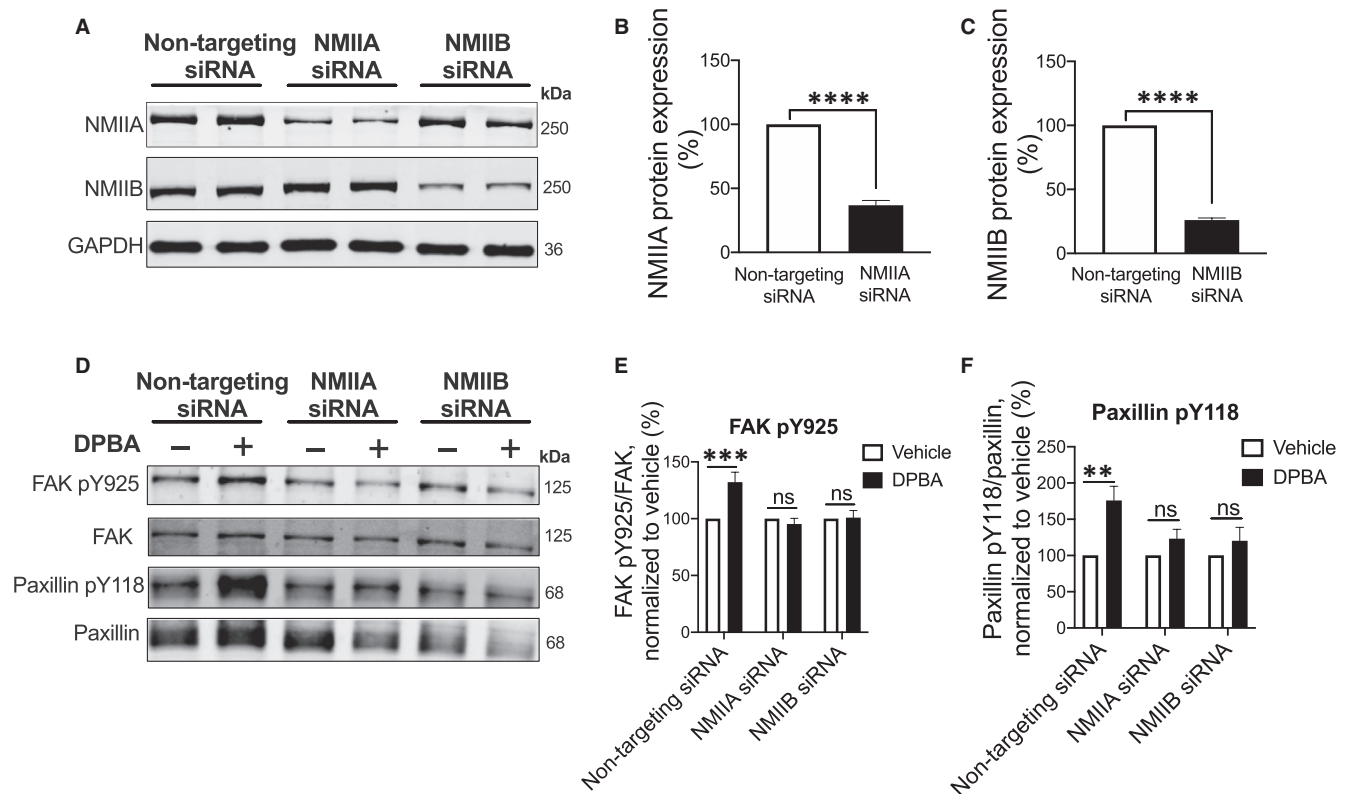 A
Non-targeting siRNA
NMIIA siRNA
NMIIB siRNA
kDa
NMIIA
250
NMIIB
250
GAPDH
36
B
NMIIA protein expression
(%)
150
100
50
0
****
Non-targeting
siRNA
NMIIA
siRNA
C
NMIIB protein expression
(%)
150
100
50
0
****
Non-targeting
siRNA
NMIIB
siRNA
D
Non-targeting siRNA
NMIIA siRNA
NMIIB siRNA
DPBA
– + – + – +
kDa
FAK pY925
125
FAK
125
Paxillin pY118
68
Paxillin
68
E
FAK pY925
FAK pY925/FAK,
normalized to vehicle (%)
150
100
50
0
***
ns
ns
Vehicle
DPBA
Non-targeting siRNA
NMIIA siRNA
NMIIB siRNA
F
Paxillin pY118
Paxillin pY118/paxillin,
normalized to vehicle (%)
250
200
150
100
50
0
**
ns
ns
Vehicle
DPBA
Non-targeting siRNA
NMIIA siRNA
NMIIB siRNA